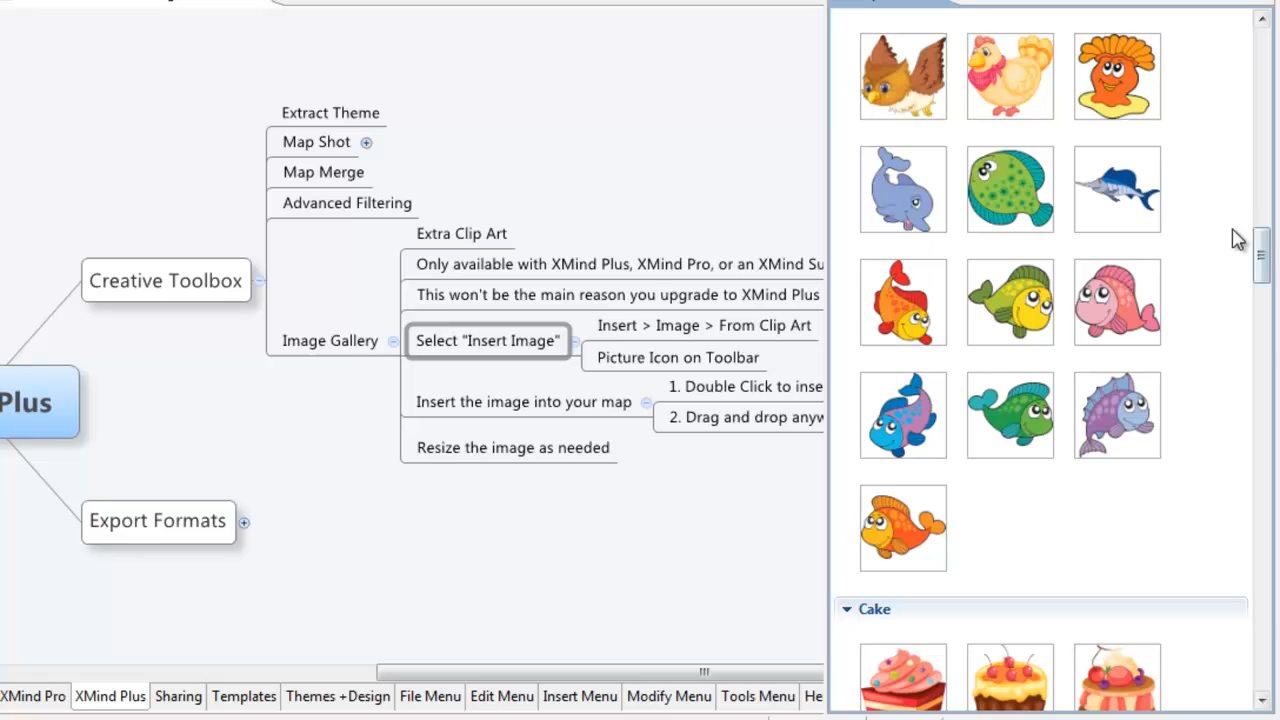 Extract Theme
Map Shot
Map Merge
Advanced Filtering
Extra Clip Art
Only available with XMind Plus, XMind Pro, or an XMind Su
This won't be the main reason you upgrade to XMind Plus
Creative Toolbox
Image Gallery
Select "Insert Image"
Insert > Image > From Clip Art
Picture Icon on Toolbar
Insert the image into your map
1. Double Click to inse
2. Drag and drop anyw
Resize the image as needed
Plus
Export Formats
Cake
XMind Pro
XMind Plus
Sharing
Templates
Themes +Design
File Menu
Edit Menu
Insert Menu
Modify Menu
Tools Menu
He